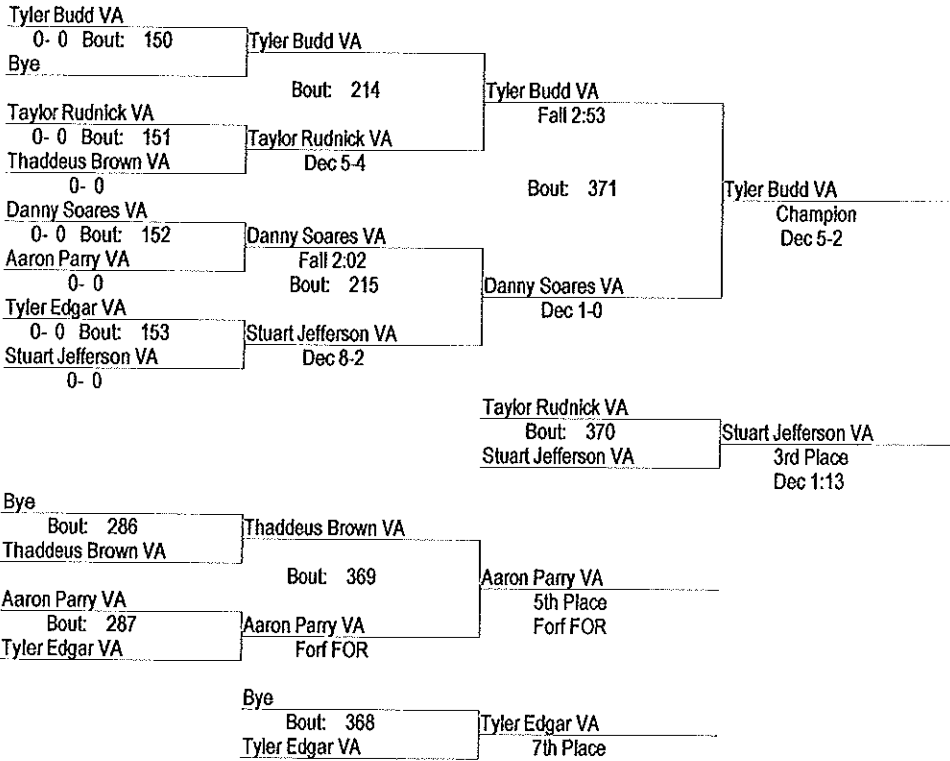 Tyler Budd VA
0- 0 Bout: 150
Bye
Tyler Budd VA
Bout: 214
Taylor Rudnick VA
0- 0 Bout: 151
Thaddeus Brown VA
0- 0
Taylor Rudnick VA
Dec 5-4
Tyler Budd VA
Fall 2:53
Bout: 371
Danny Soares VA
0- 0 Bout: 152
Aaron Parry VA
0- 0
Danny Soares VA
Fall 2:02
Bout: 215
Tyler Edgar VA
0- 0 Bout: 153
Stuart Jefferson VA
0- 0
Stuart Jefferson VA
Dec 8-2
Danny Soares VA
Dec 1-0
Tyler Budd VA
Champion
Dec 5-2
Taylor Rudnick VA
Bout: 370
Stuart Jefferson VA
Stuart Jefferson VA
3rd Place
Dec 1:13
Bye
Bout: 286
Thaddeus Brown VA
Thaddeus Brown VA
Bout: 369
Aaron Parry VA
Bout: 287
Tyler Edgar VA
Aaron Parry VA
Forf FOR
Aaron Parry VA
5th Place
Forf FOR
Bye
Bout: 368
Tyler Edgar VA
Tyler Edgar VA
7th Place